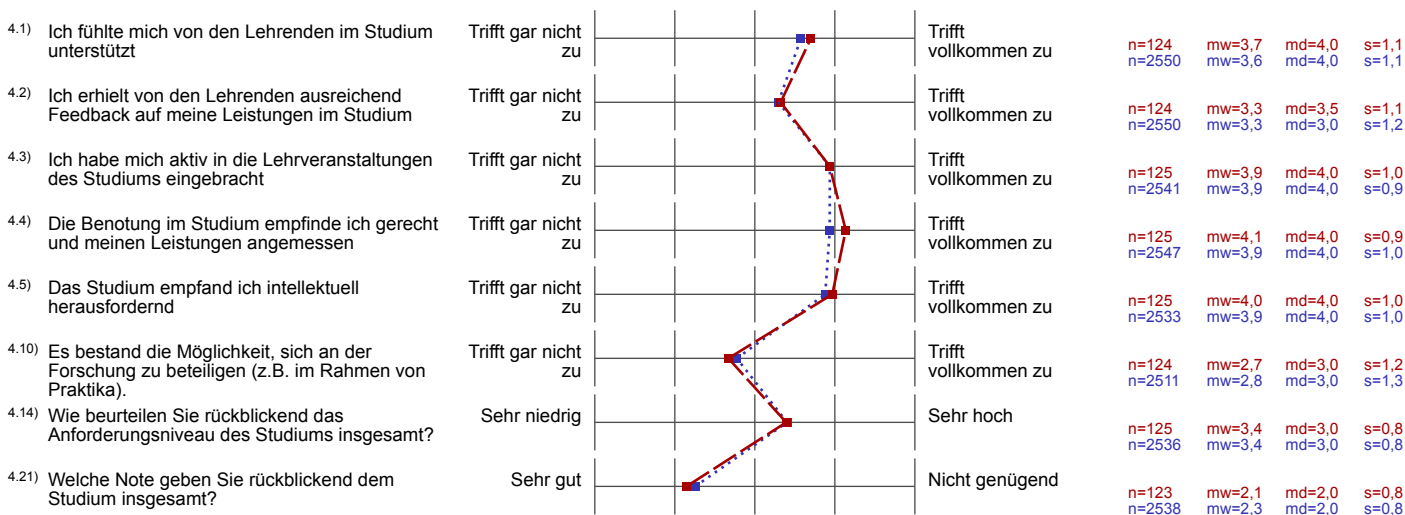 4.1) Ich fühlte mich von den Lehrenden im Studium
unterstützt
Trifft gar nicht
zu
Trifft
vollkommen zu
n=124 mw=3,7 md=4,0 s=1,1
n=2550 mw=3,6 md=4,0 s=1,1
4.2) Ich erhielt von den Lehrenden ausreichend
Feedback auf meine Leistungen im Studium
Trifft gar nicht
zu
Trifft
vollkommen zu
n=124 mw=3,3 md=3,5 s=1,1
n=2550 mw=3,3 md=3,0 s=1,2
4.3) Ich habe mich aktiv in die Lehrveranstaltungen
des Studiums eingebracht
Trifft gar nicht
zu
Trifft
vollkommen zu
n=125 mw=3,9 md=4,0 s=1,0
n=2541 mw=3,9 md=4,0 s=0,9
4.4) Die Benotung im Studium empfinde ich gerecht
und meinen Leistungen angemessen
Trifft gar nicht
zu
Trifft
vollkommen zu
n=125 mw=4,1 md=4,0 s=0,9
n=2547 mw=3,9 md=4,0 s=1,0
4.5) Das Studium empfand ich intellektuell
herausfordernd
Trifft gar nicht
zu
Trifft
vollkommen zu
n=125 mw=4,0 md=4,0 s=1,0
n=2533 mw=3,9 md=4,0 s=1,0
4.10) Es bestand die Möglichkeit, sich an der
Forschung zu beteiligen (z.B. im Rahmen von
Praktika).
Trifft gar nicht
zu
Trifft
vollkommen zu
n=124 mw=2,7 md=3,0 s=1,2
n=2511 mw=2,8 md=3,0 s=1,3
4.14) Wie beurteilen Sie rückblickend das
Anforderungsniveau des Studiums insgesamt?
Sehr niedrig
Sehr hoch
n=125 mw=3,4 md=3,0 s=0,8
n=2536 mw=3,4 md=3,0 s=0,8
4.21) Welche Note geben Sie rückblickend dem
Studium insgesamt?
Sehr gut
Nicht genügend
n=123 mw=2,1 md=2,0 s=0,8
n=2538 mw=2,3 md=2,0 s=0,8